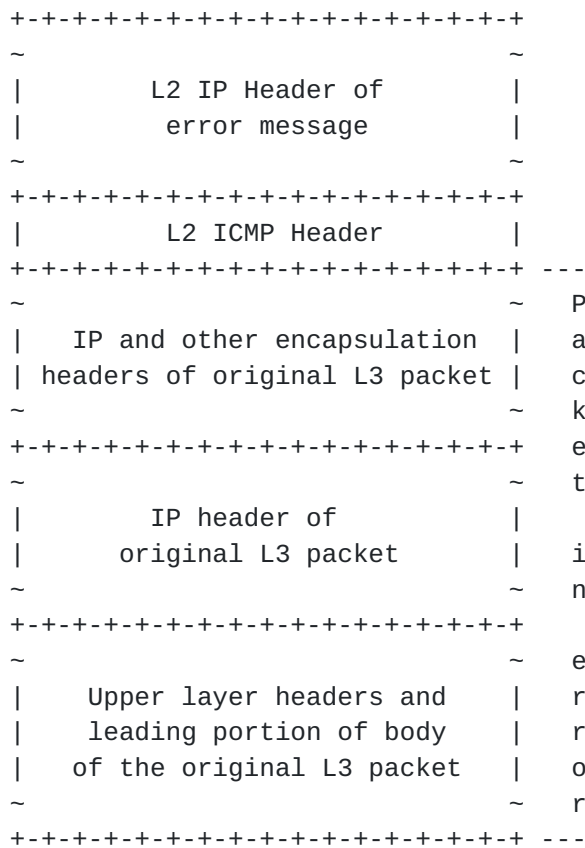 +-+-+-+-+-+-+-+-+-+-+-+-+-+-+-+-+
~                               ~
|        L2 IP Header of        |
|         error message         |
~                               ~
+-+-+-+-+-+-+-+-+-+-+-+-+-+-+-+-+
|         L2 ICMP Header        |
+-+-+-+-+-+-+-+-+-+-+-+-+-+-+-+-+ ---
~                               ~  P
|   IP and other encapsulation  |  a
| headers of original L3 packet |  c
~                               ~  k
+-+-+-+-+-+-+-+-+-+-+-+-+-+-+-+-+  e
~                               ~  t
|        IP header of           |
|      original L3 packet       |  i
~                               ~  n
+-+-+-+-+-+-+-+-+-+-+-+-+-+-+-+-+
~                               ~  e
|    Upper layer headers and    |  r
|    leading portion of body    |  r
|   of the original L3 packet   |  o
~                               ~  r
+-+-+-+-+-+-+-+-+-+-+-+-+-+-+-+-+ ---